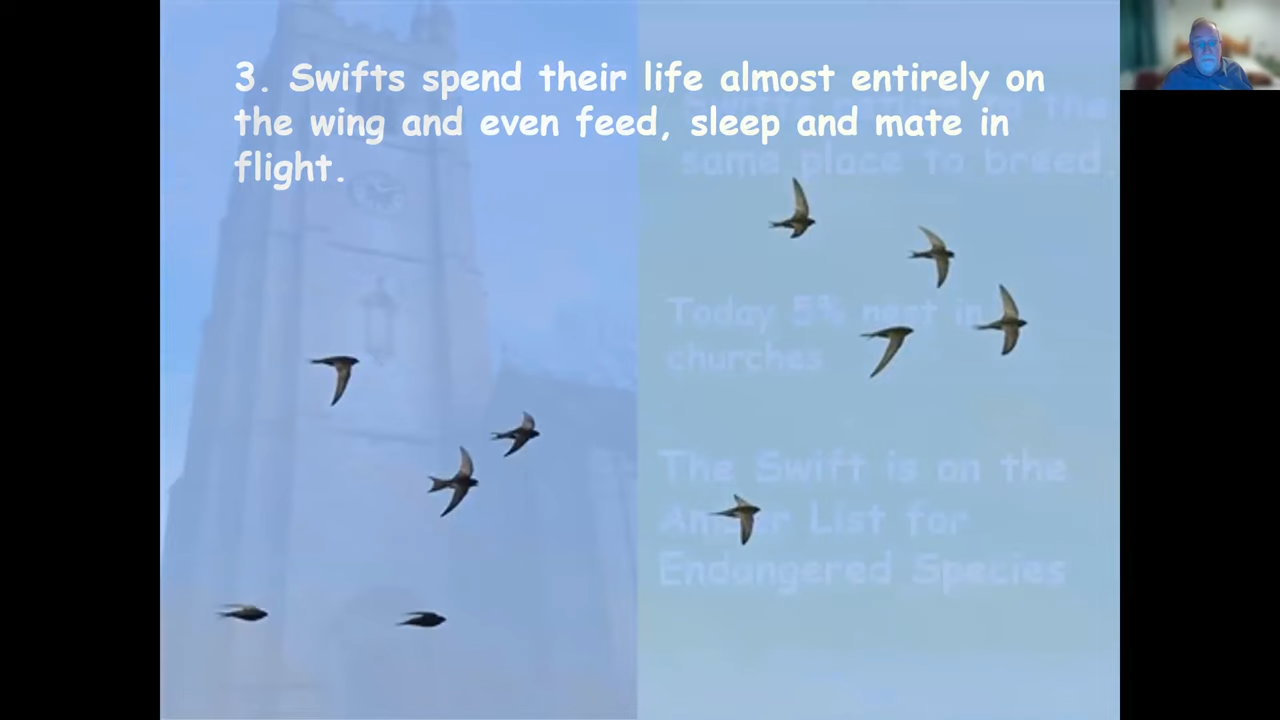 3. Swifts spend their life almost entirely on
the wing and even feed, sleep and mate in
flight.
same place to breed.
Today 5% nest in
churches
The Swift is on the
Amber List for
Endangered Species